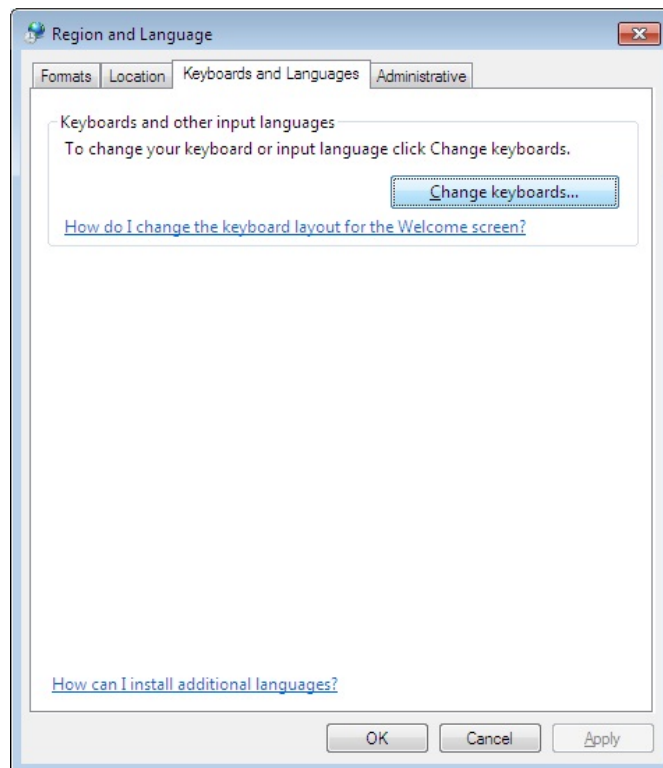 Region and Language
Formats Location Keyboards and Languages Administrative
Keyboards and other input languages
To change your keyboard or input language click Change keyboards.
Change keyboards...
How do I change the keyboard layout for the Welcome screen?
How can I install additional languages?
OK Cancel Apply